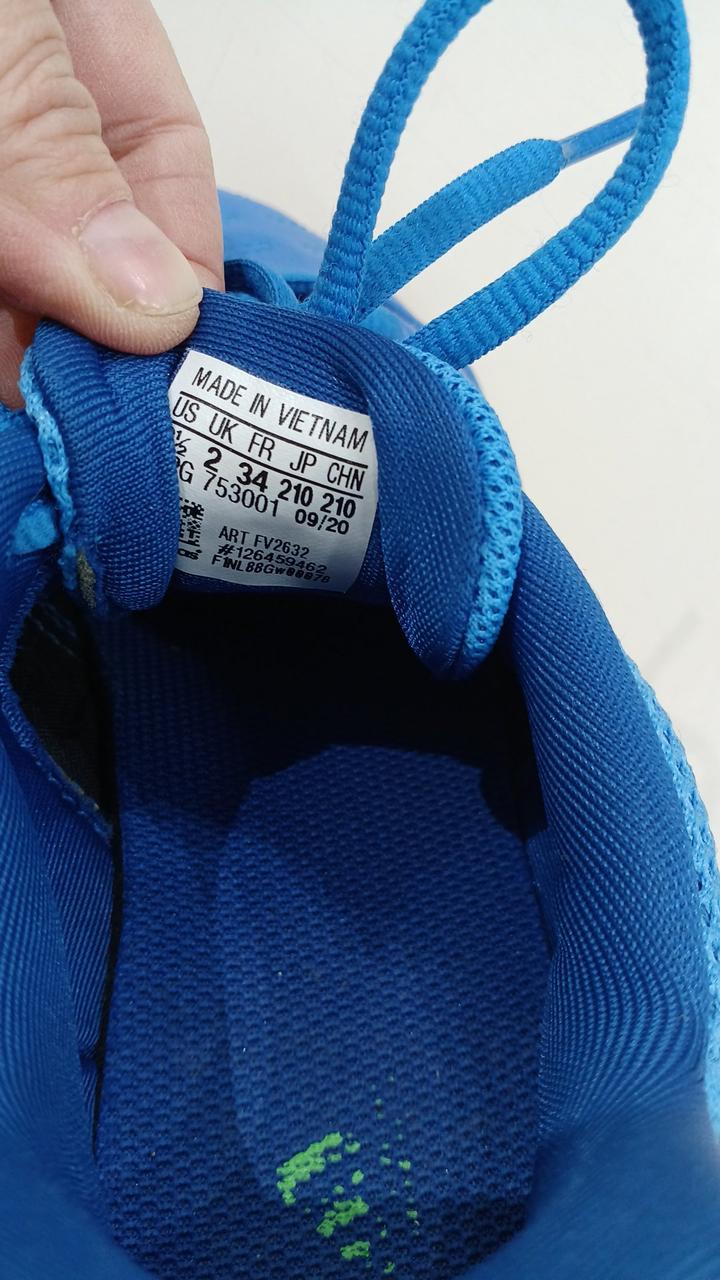 MADE IN VIETNAM
US UK FR JP CHN
½ 2 34 210 210
PG 753001 09/20
ART FV2632
#126459462